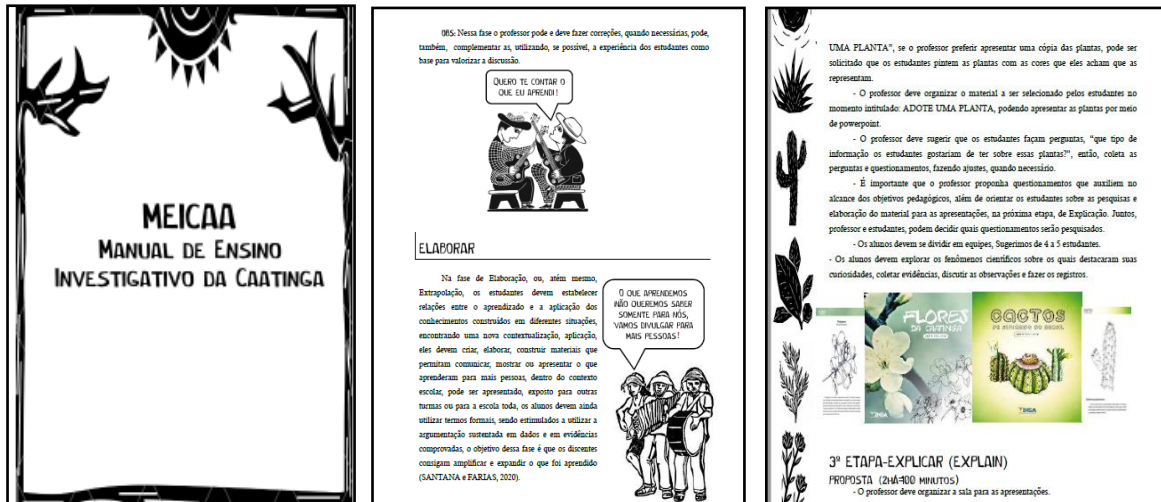 MEICAA
MANUAL DE ENSINO
INVESTIGATIVO DA CAATINGA
OBS: Nessa fase o professor pode e deve fazer correções, quando necessárias, pode,
também, complementar as, utilizando, se possível, a experiência dos estudantes como
base para valorizar a discussão.
QUERO TE CONTAR O
QUE EU APRENDI!
ELABORAR
Na fase de Elaboração, ou, atém mesmo,
Extrapolação, os estudantes devem estabelecer
relações entre o aprendizado e a aplicação dos
conhecimentos construídos em diferentes situações,
encontrando uma nova contextualização, aplicação,
eles devem criar, elaborar, construir materiais que
permitam comunicar, mostrar ou apresentar o que
aprenderam para mais pessoas, dentro do contexto
escolar, pode ser apresentado, exposto para outras
turmas ou para a escola toda, os alunos devem ainda
utilizar termos formais, sendo estimulados a utilizar a
argumentação sustentada em dados e em evidências
comprovadas, o objetivo dessa fase é que os discentes
consigam amplificar e expandir o que foi aprendido
(SANTANA e FARIAS, 2020).
O QUE APRENDEMOS
NÃO QUEREMOS SABER
SOMENTE PARA NÓS,
VAMOS DIVULGAR PARA
MAIS PESSOAS!
UMA PLANTA", se o professor preferir apresentar uma cópia das plantas, pode ser
solicitado que os estudantes pintem as plantas com as cores que eles acham que as
representam.
- O professor deve organizar o material a ser selecionado pelos estudantes no
momento intitulado: ADOTE UMA PLANTA, podendo apresentar as plantas por meio
de powerpoint.
- O professor deve sugerir que os estudantes façam perguntas, "que tipo de
informação os estudantes gostariam de ter sobre essas plantas?", então, coleta as
perguntas e questionamentos, fazendo ajustes, quando necessário.
- É importante que o professor proponha questionamentos que auxiliem no
alcance dos objetivos pedagógicos, além de orientar os estudantes sobre as pesquisas e
elaboração do material para as apresentações, na próxima etapa, de Explicação. Juntos,
professor e estudantes, podem decidir quais questionamentos serão pesquisados.
- Os alunos devem se dividir em equipes, Sugerimos de 4 a 5 estudantes.
- Os alunos devem explorar os fenômenos científicos sobre os quais destacaram suas
curiosidades, coletar evidências, discutir as observações e fazer os registros.
FLORES
DA CAATINGA
CACTOS
DO SEMIÁRIDO DO BRASIL
3ª ETAPA-EXPLICAR (EXPLAIN)
PROPOSTA (2HA=100 MINUTOS)
- O professor deve organizar a sala para as apresentações.